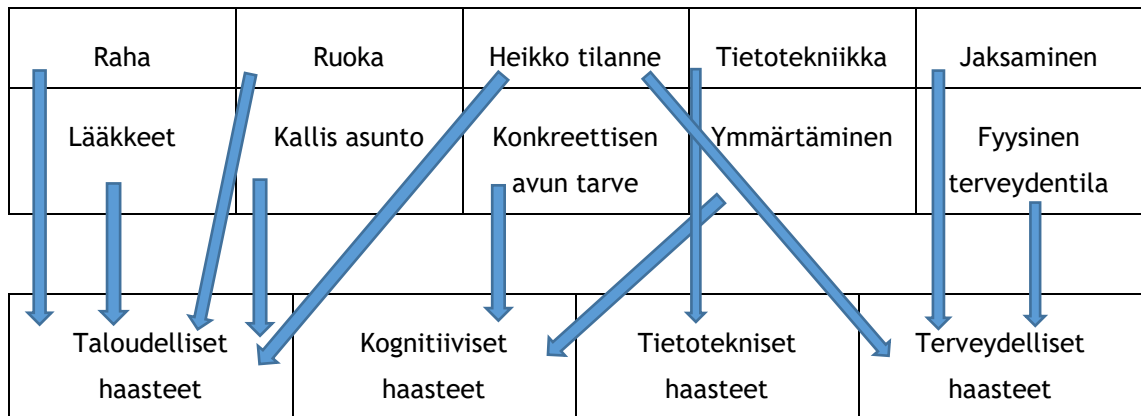 Raha Ruoka Heikko tilanne Tietotekniikka Jaksaminen
Lääkkeet Kallis asunto Konkreettisen Ymmärtäminen Fyysinen
avun tarve terveydentila
Taloudelliset Kognitiiviset Tietotekniset Terveydelliset
haasteet haasteet haasteet haasteet